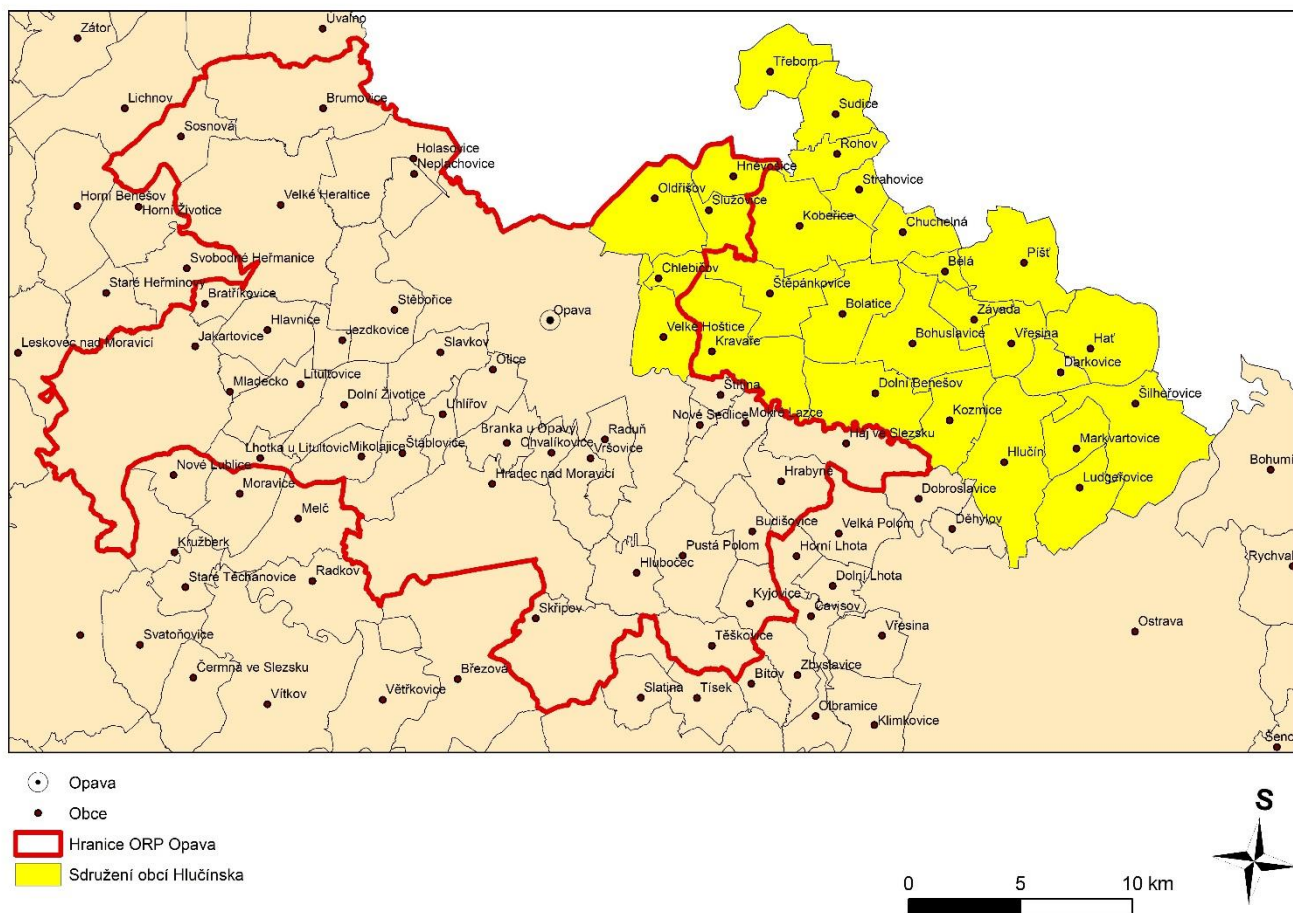 Zátor
Úvalno
Třebom
Lichnov
Brumovice
Sudice
Sosnová
Rohov
Holasovice
Neplachovice
Hněvošice
Strahovice
Oldřišov
Služovice
Horní Benešov
Horní Životice
Velké Heraltice
Kobeřice
Chuchelná
Píšť
Svobodné Heřmanice
Bělá
Chlebičov
Staré Heřminovy
Štěpánkovice
Bratříkovice
Stěbořice
Bolatice
Závada
Opava
Hlavnice
Jezdkovice
Velké Hoštice
Bohuslavice
Vřesina
Hať
Leskovec nad Moravicí
Jakartovice
Slavkov
Kravaře
Darkovice
Otice
Mladecko
Litultovice
Štítina
Dolní Benešov
Šilheřovice
Dolní Životice
Uhlířov
Nové Sedlice
Mokré Lazce
Kozmice
Branka u Opavy
Raduň
Háj ve Slezsku
Markvartovice
Lhotka u Litultovic
Mikolajice
Štáblovice
Chvalíkovice
Vršovice
Hlučín
Bohumí
Nové Lublice
Hradec nad Moravicí
Hrabyně
Ludgeřovice
Moravice
Dobroslavice
Melč
Budišovice
Velká Polom
Děhylov
Kružberk
Pustá Polom
Horní Lhota
Rychval
Staré Těchanovice
Radkov
Hlubočec
Dolní Lhota
Skřipov
Kyjovice
Čavisov
Svatoňovice
Těškovice
Vřesina
Ostrava
Čermná ve Slezsku
Březová
Bítov
Zbyslavice
Vítkov
Větřkovice
Slatina
Tísek
Olbramice
Klimkovice
Šeno
Opava
Obce
Hranice ORP Opava
Sdružení obcí Hlučínska
S
0 5 10 km